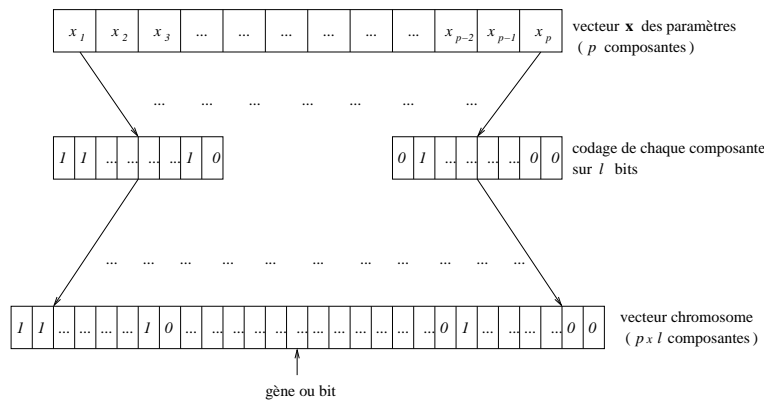 x1 x2 x3 ... ... ... ... ... ... xp−2 xp−1 xp
vecteur x des paramètres
( p composantes )
... ... ... ... ... ... ...
1 1 ... ... ... ... 1 0
0 1 ... ... ... ... 0 0
codage de chaque composante
sur l bits
... ... ... ... ... ... ... ... ... ...
1 1 ... ... ... ... 1 0 ... ... ... ... ... ... ... ... ... ... ... ... 0 1 ... ... ... ... 0 0
vecteur chromosome
( p x l composantes )
gène ou bit